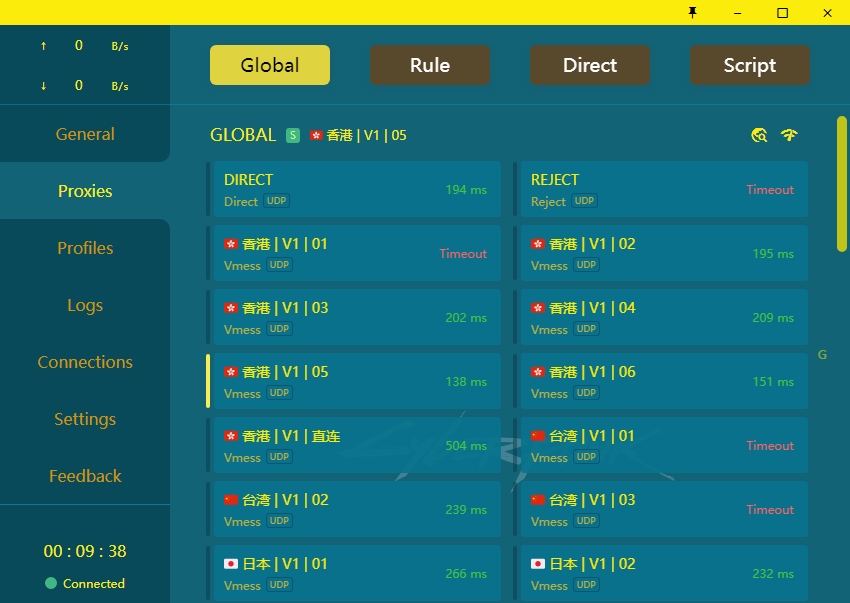 ↑ 0 B/s
↓ 0 B/s
General
Proxies
Profiles
Logs
Connections
Settings
Feedback
00 : 09 : 38
Connected
Global Rule Direct Script
GLOBAL S 香港 | V1 | 05
DIRECT
Direct UDP
194 ms
REJECT
Reject UDP
Timeout
香港 | V1 | 01
Vmess UDP
Timeout
香港 | V1 | 02
Vmess UDP
195 ms
香港 | V1 | 03
Vmess UDP
202 ms
香港 | V1 | 04
Vmess UDP
209 ms
香港 | V1 | 05
Vmess UDP
138 ms
香港 | V1 | 06
Vmess UDP
151 ms
香港 | V1 | 直连
Vmess UDP
504 ms
台湾 | V1 | 01
Vmess UDP
Timeout
台湾 | V1 | 02
Vmess UDP
239 ms
台湾 | V1 | 03
Vmess UDP
Timeout
日本 | V1 | 01
Vmess UDP
266 ms
日本 | V1 | 02
Vmess UDP
232 ms
G